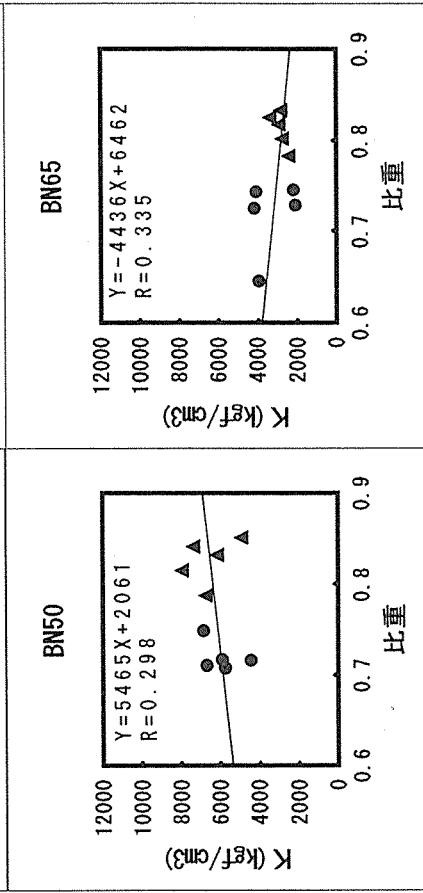 BN50
Y=5465X+2061
R=0.298
12000
10000
8000
6000
4000
2000
0
K (kgf/cm3)
0.6
0.7
0.8
0.9
比重
BN65
Y=-4436X+6462
R=0.335
12000
10000
8000
6000
4000
2000
0
K (kgf/cm3)
0.6
0.7
0.8
0.9
比重